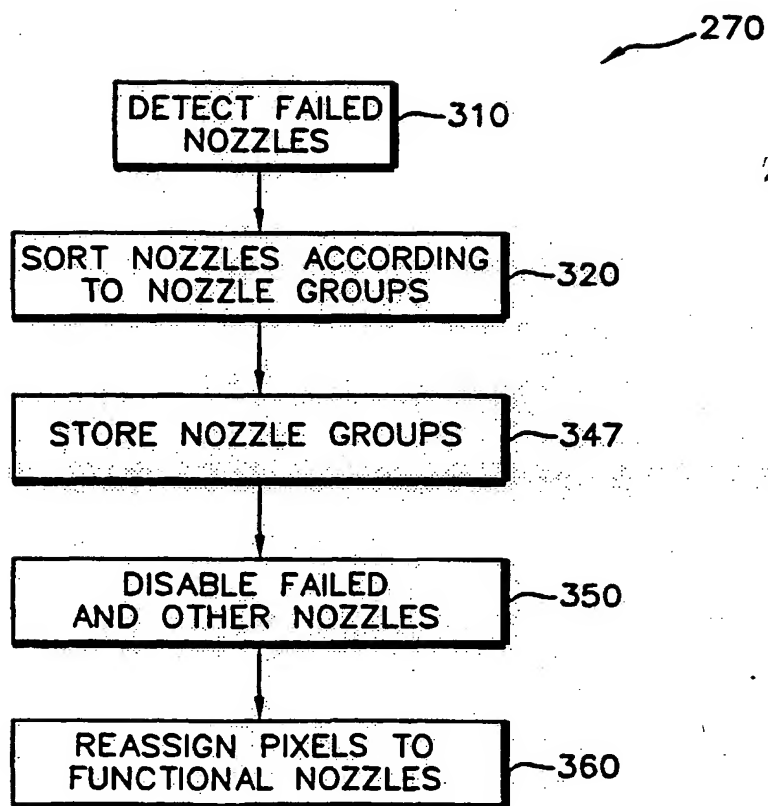 270
DETECT FAILED
NOZZLES
310
SORT NOZZLES ACCORDING
TO NOZZLE GROUPS
320
STORE NOZZLE GROUPS
347
DISABLE FAILED
AND OTHER NOZZLES
350
REASSIGN PIXELS TO
FUNCTIONAL NOZZLES
360